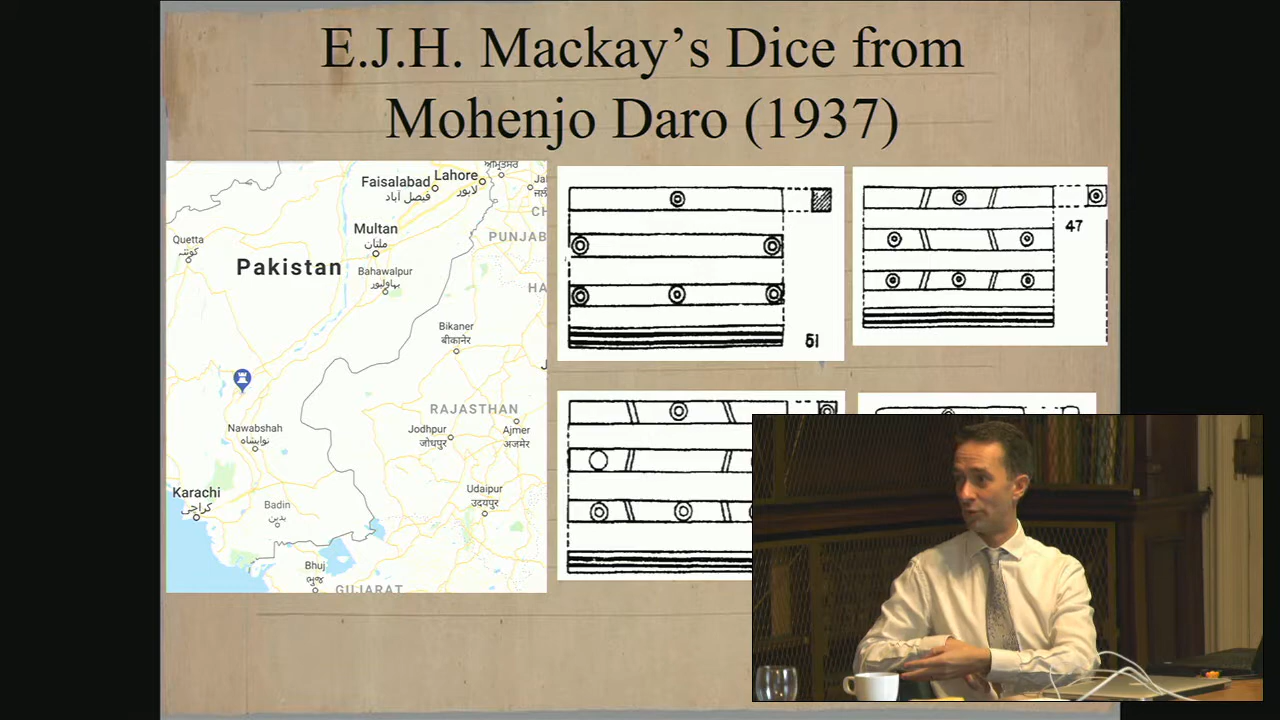 E.J.H. Mackay's Dice from
Mohenjo Daro (1937)
Lahore
لاہور
Faisalabad
فیصل آباد
Multan
ملتان
PUNJAB
Quetta
کوئٹہ
Pakistan
Bahawalpur
بہاولپور
HA
Bikaner
बीकानेर
RAJASTHAN
Nawabshah
نوابشاہ
Jodhpur
जोधपुर
Ajmer
अजमेर
Karachi
کراچی
Badin
بدین
Udaipur
उदयपुर
Bhuj
ભુજ
GUJARAT
51
47